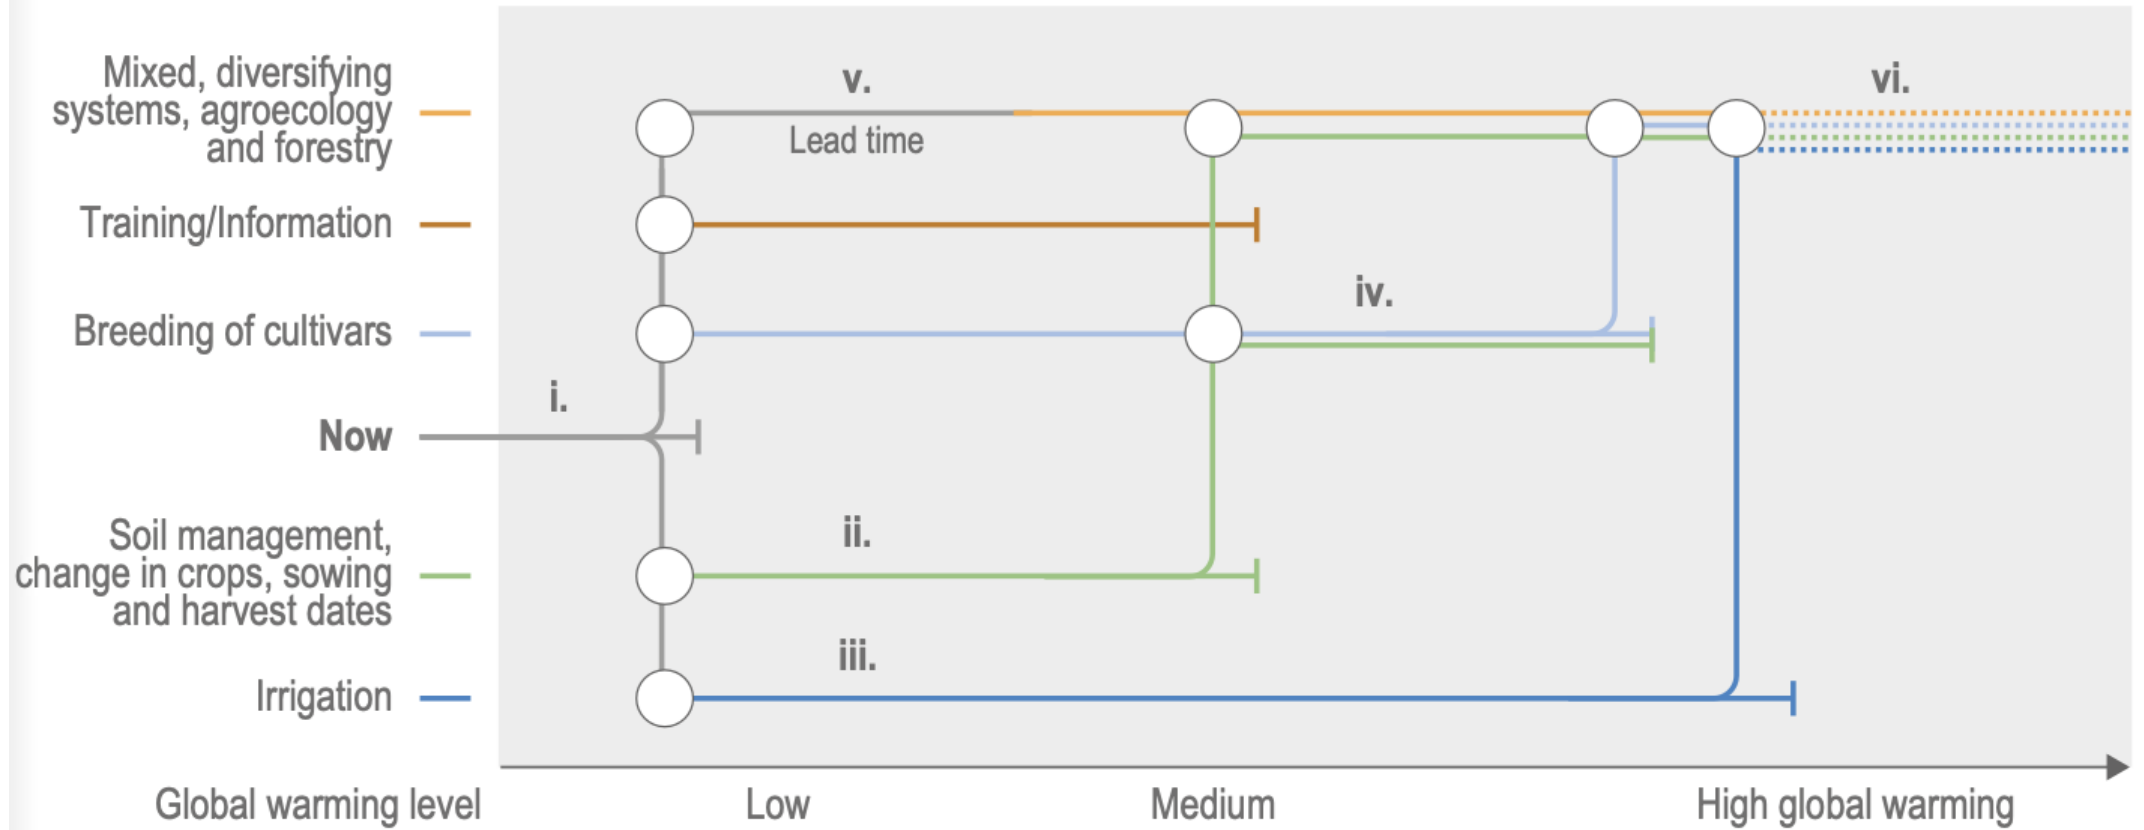 Mixed, diversifying
systems, agroecology
and forestry
v.
Lead time
vi.
Training/Information
Breeding of cultivars
iv.
i.
Now
Soil management,
change in crops, sowing
and harvest dates
ii.
iii.
Irrigation
Global warming level
Low
Medium
High global warming